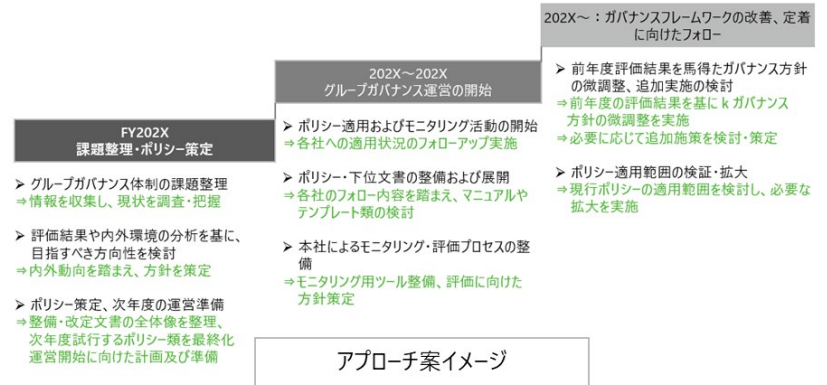 FY202X
課題整理・ポリシー策定
➢ グループガバナンス体制の課題整理
⇒情報を収集し、現状を調査・把握
➢ 評価結果や内外環境の分析を基に、
目指すべき方向性を検討
⇒内外動向を踏まえ、方針を策定
➢ ポリシー策定、次年度の運営準備
⇒整備・改定文書の全体像を整理、
次年度試行するポリシー類を最終化
運営開始に向けた計画及び準備
202X～202X
グループガバナンス運営の開始
➢ ポリシー適用およびモニタリング活動の開始
⇒各社への適用状況のフォローアップ実施
➢ ポリシー・下位文書の整備および展開
⇒各社のフォロー内容を踏まえ、マニュアルや
テンプレート類の検討
➢ 本社によるモニタリング・評価プロセスの整
備
⇒モニタリング用ツール整備、評価に向けた
方針策定
202X～：ガバナンスフレームワークの改善、定着
に向けたフォロー
➢ 前年度評価結果を馬得たガバナンス方針
の微調整、追加実施の検討
⇒前年度の評価結果を基にkガバナンス
方針の微調整を実施
⇒必要に応じて追加施策を検討・策定
➢ ポリシー適用範囲の検証・拡大
⇒現行ポリシーの適用範囲を検討し、必要な
拡大を実施
アプローチ案イメージ